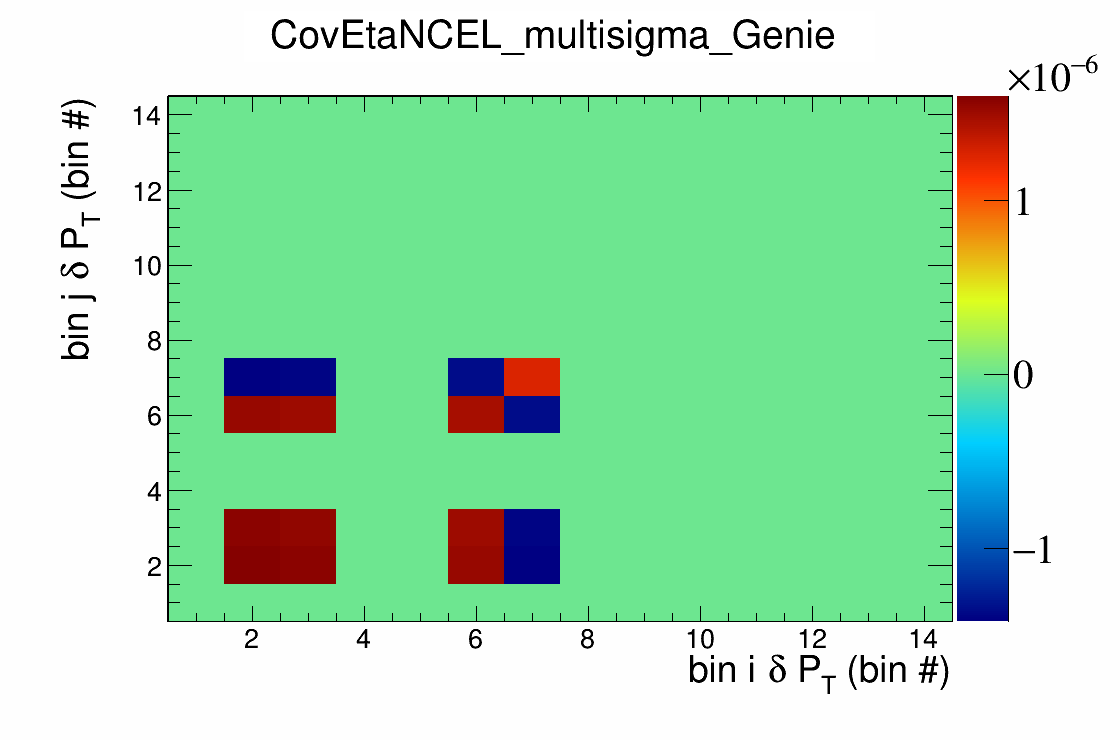 CovEtaNCEL_multisigma_Genie
×10⁻⁶
bin j δ P_T (bin #)
14
12
10
8
6
4
2
2 4 6 8 10 12 14
bin i δ P_T (bin #)
1
0
−1